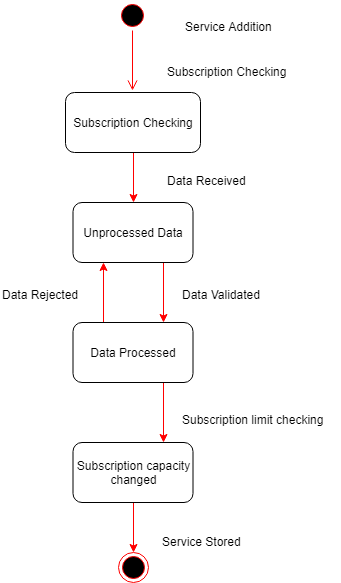 Service Addition
Subscription Checking
Subscription Checking
Data Received
Unprocessed Data
Data Rejected
Data Validated
Data Processed
Subscription limit checking
Subscription capacity
changed
Service Stored